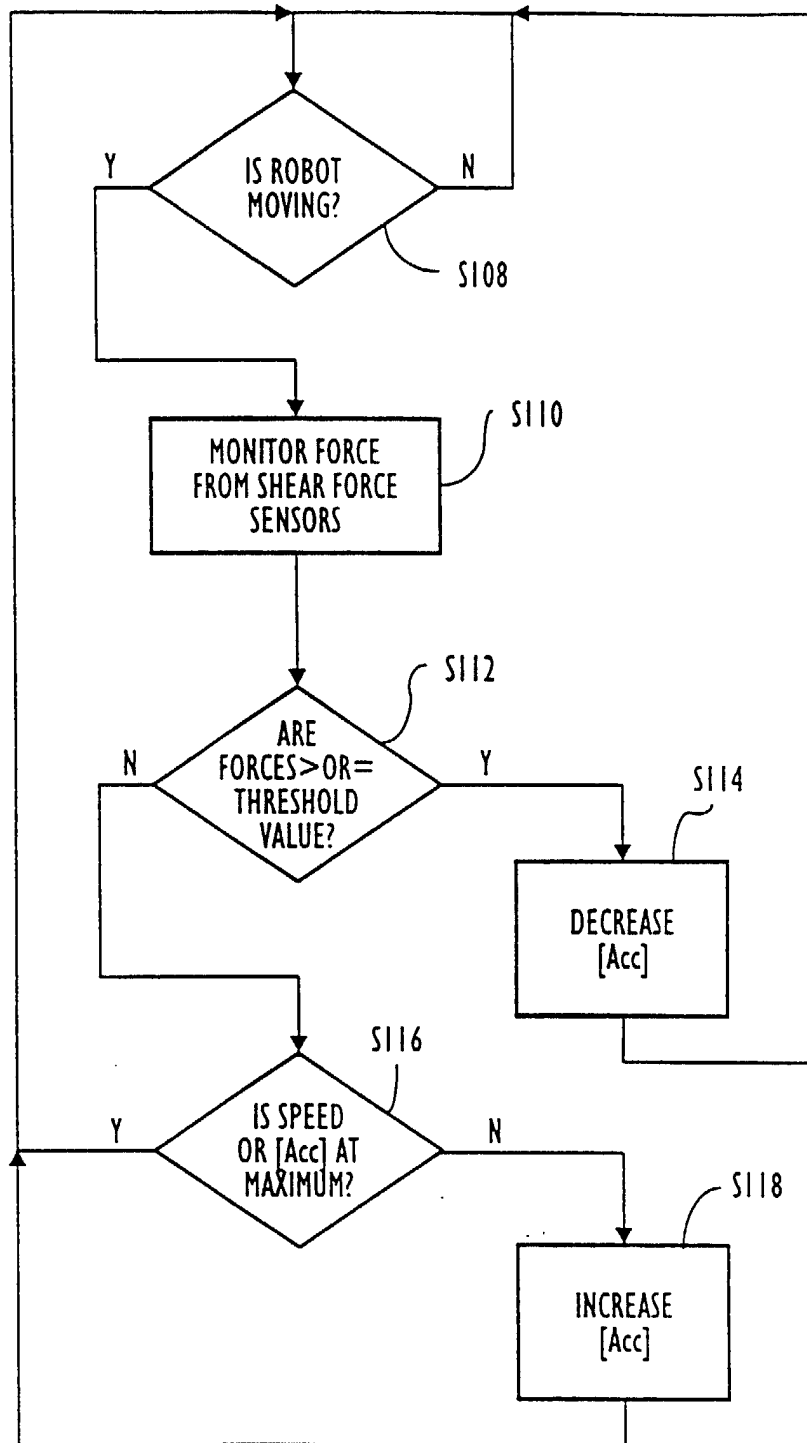 Y
IS ROBOT
MOVING?
N
S108
MONITOR FORCE
FROM SHEAR FORCE
SENSORS
S110
S112
N
ARE
FORCES>OR=
THRESHOLD
VALUE?
Y
S114
DECREASE
[Acc]
S116
Y
IS SPEED
OR [Acc] AT
MAXIMUM?
N
S118
INCREASE
[Acc]